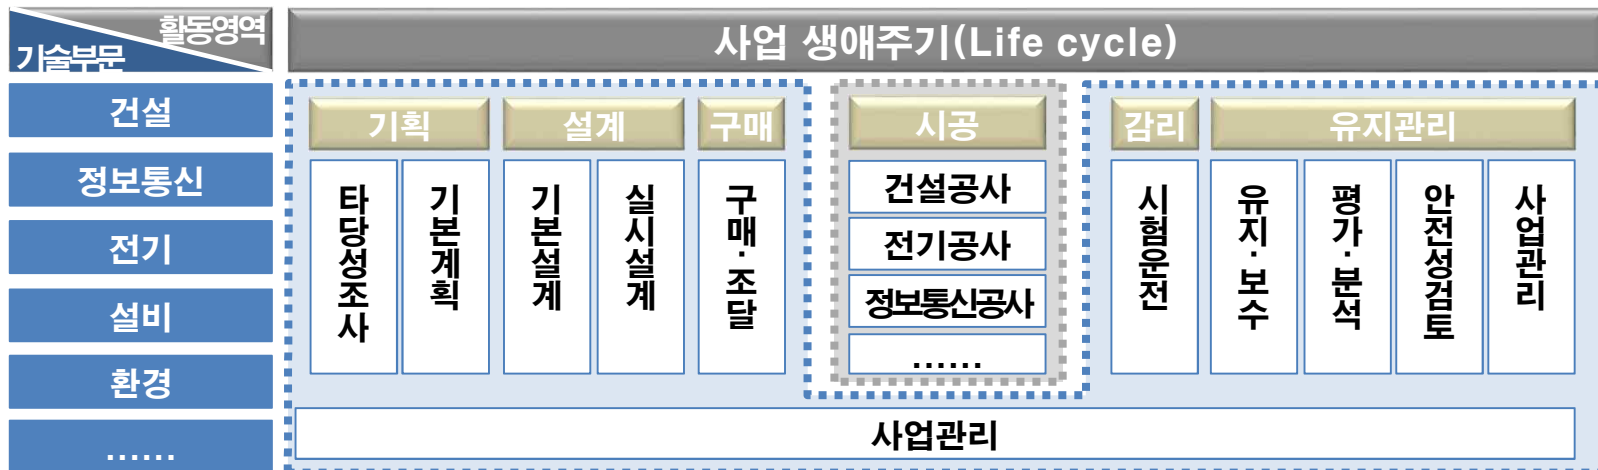 활동영역
기술부문
사업 생애주기(Life cycle)
건설
정보통신
전기
설비
환경
……
기획
설계
구매
시공
감리
유지관리
타당성조사
기본계획
기본설계
실시설계
구매·조달
건설공사
전기공사
정보통신공사
……
시험운전
유지·보수
평가·분석
안전성검토
사업관리
사업관리